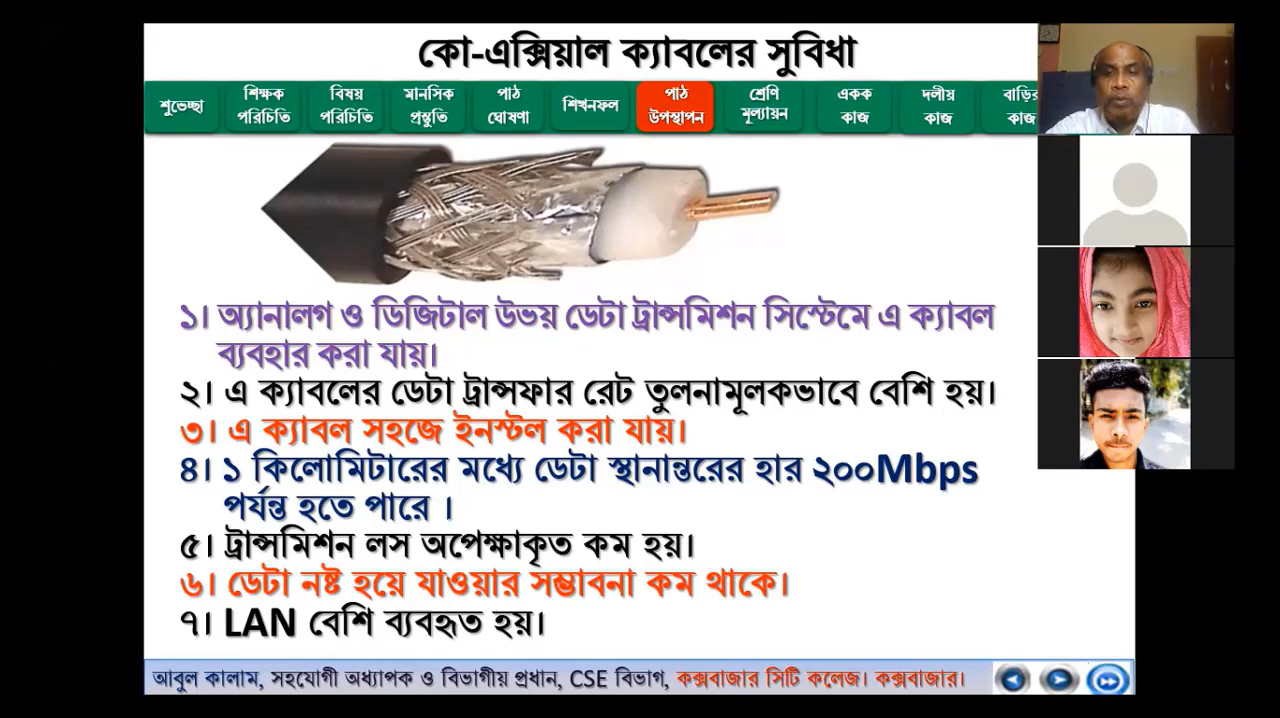 কো-এক্সিয়াল ক্যাবলের সুবিধা
শুভেচ্ছা
শিক্ষক
পরিচিতি
বিষয়
পরিচিতি
মানসিক
প্রস্তুতি
পাঠ
ঘোষণা
শিখনফল
পাঠ
উপস্থাপন
শ্রেণি
মূল্যায়ন
একক
কাজ
দলীয়
কাজ
বাড়ির
কাজ
১। অ্যানালগ ও ডিজিটাল উভয় ডেটা ট্রান্সমিশন সিস্টেমে এ ক্যাবল
ব্যবহার করা যায়।
২। এ ক্যাবলের ডেটা ট্রান্সফার রেট তুলনামূলকভাবে বেশি হয়।
৩। এ ক্যাবল সহজে ইনস্টল করা যায়।
৪। ১ কিলোমিটারের মধ্যে ডেটা স্থানান্তরের হার ২০০Mbps
পর্যন্ত হতে পারে ।
৫। ট্রান্সমিশন লস অপেক্ষাকৃত কম হয়।
৬। ডেটা নষ্ট হয়ে যাওয়ার সম্ভাবনা কম থাকে।
৭। LAN বেশি ব্যবহৃত হয়।
আবুল কালাম, সহযোগী অধ্যাপক ও বিভাগীয় প্রধান, CSE বিভাগ, কক্সবাজার সিটি কলেজ। কক্সবাজার।